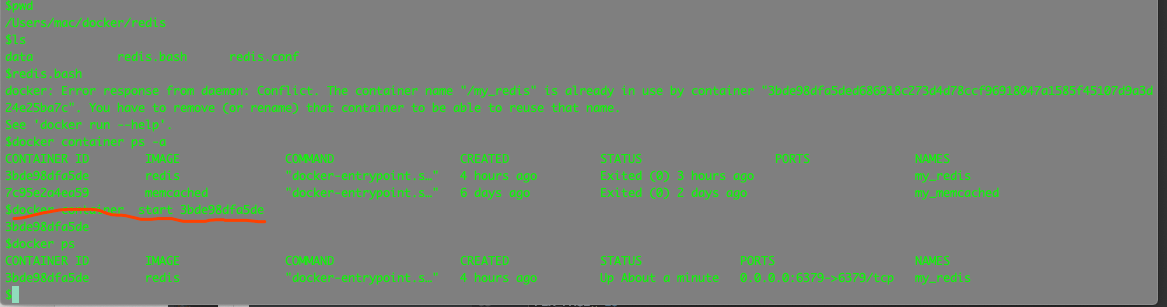 $pwd
/Users/mac/docker/redis
$ls
data redis.bash redis.conf
$redis.bash
docker: Error response from daemon: Conflict. The container name "/my_redis" is already in use by container "3bde98dfa5ded686918c273d4d78ccf96918047a1585f45107d9a3d
24e25ba7c". You have to remove (or rename) that container to be able to reuse that name.
See 'docker run --help'.
$docker container ps -a
CONTAINER ID IMAGE COMMAND CREATED STATUS PORTS NAMES
3bde98dfa5de redis "docker-entrypoint.s…" 4 hours ago Exited (0) 3 hours ago my_redis
7c95e2a4ea59 memcached "docker-entrypoint.s…" 6 days ago Exited (0) 2 days ago my_memcached
$docker container start 3bde98dfa5de
3bde98dfa5de
$docker ps
CONTAINER ID IMAGE COMMAND CREATED STATUS PORTS NAMES
3bde98dfa5de redis "docker-entrypoint.s…" 4 hours ago Up About a minute 0.0.0.0:6379->6379/tcp my_redis
$